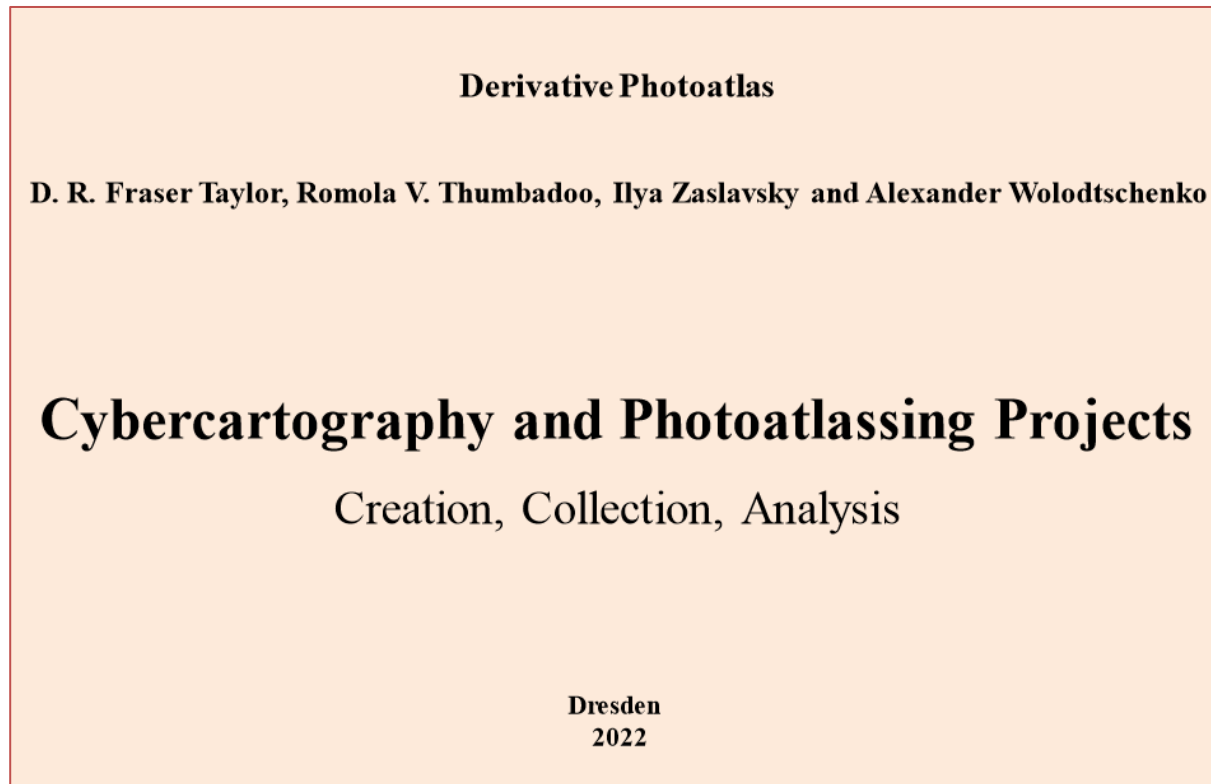 Derivative Photoatlas
D. R. Fraser Taylor, Romola V. Thumbadoo, Ilya Zaslavsky and Alexander Wolodtschenko
Cybercartography and Photoatlassing Projects
Creation, Collection, Analysis
Dresden
2022